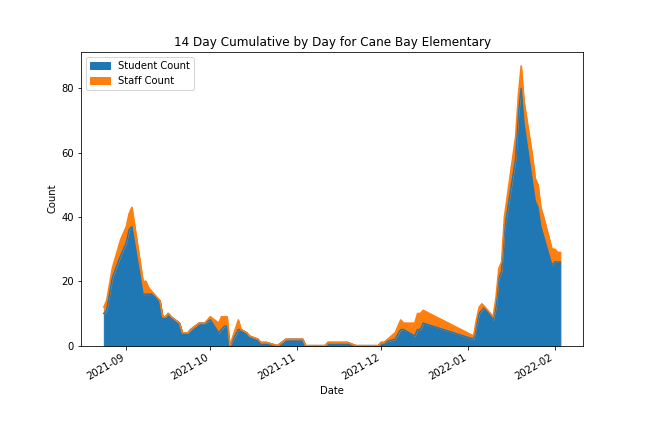 14 Day Cumulative by Day for Cane Bay Elementary
Student Count
Staff Count
80
60
40
20
0
Count
2021-09
2021-10
2021-11
2021-12
2022-01
2022-02
Date